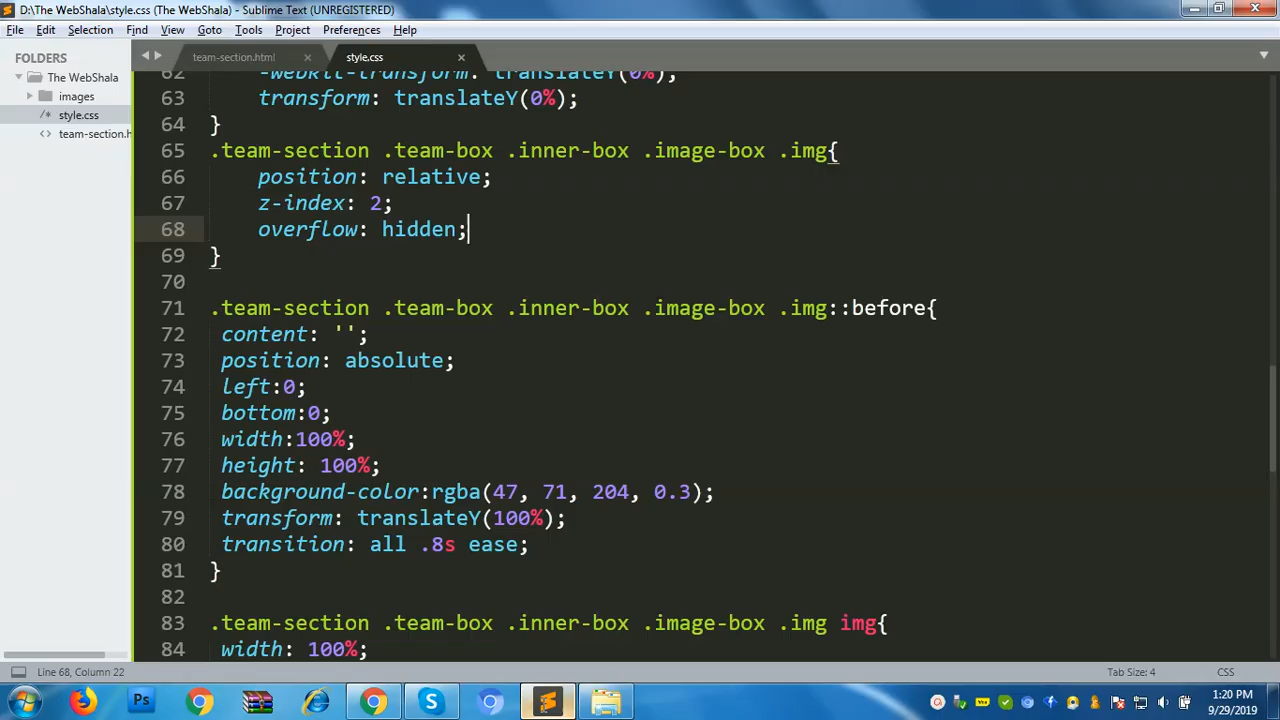 D:\The WebShala\style.css (The WebShala) - Sublime Text (UNREGISTERED)
File Edit Selection Find View Goto Tools Project Preferences Help
FOLDERS
The WebShala
images
/* style.css
<> team-section.h
team-section.html ×
style.css ×
62 -webkit-transform: translateY(0%);
63 transform: translateY(0%);
64 }
65 .team-section .team-box .inner-box .image-box .img{
66 position: relative;
67 z-index: 2;
68 overflow: hidden;
69 }
70
71 .team-section .team-box .inner-box .image-box .img::before{
72 content: '';
73 position: absolute;
74 left:0;
75 bottom:0;
76 width:100%;
77 height: 100%;
78 background-color:rgba(47, 71, 204, 0.3);
79 transform: translateY(100%);
80 transition: all .8s ease;
81 }
82
83 .team-section .team-box .inner-box .image-box .img img{
84 width: 100%;
Line 68, Column 22
Tab Size: 4
CSS
Ps
1:20 PM
9/29/2019